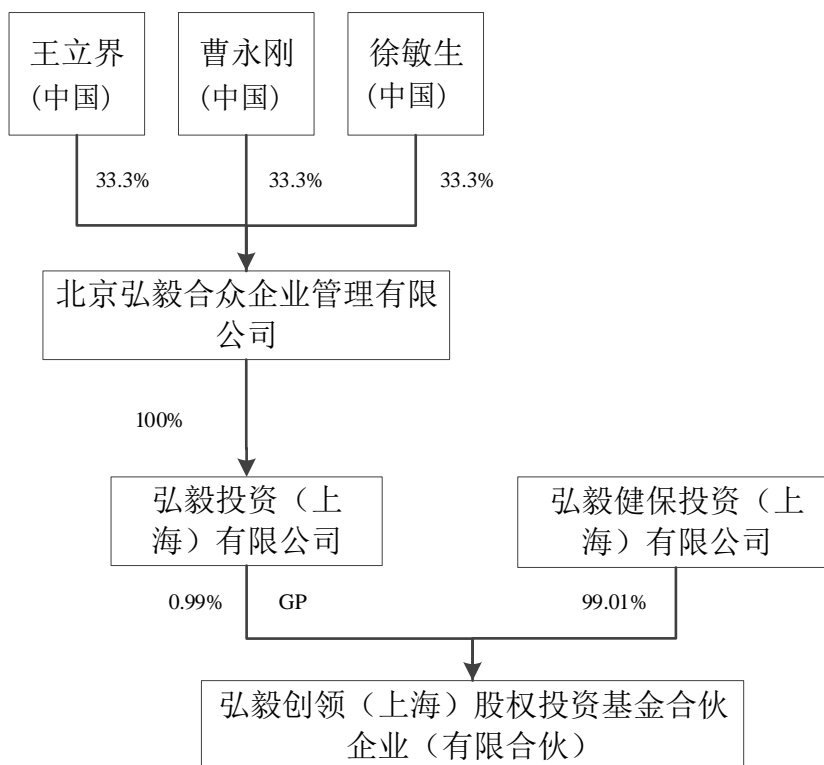 王立界
(中国)
曹永刚
(中国)
徐敏生
(中国)
33.3%
33.3%
33.3%
北京弘毅合众企业管理有限
公司
100%
弘毅投资（上
海）有限公司
弘毅健保投资（上
海）有限公司
0.99%
GP
99.01%
弘毅创领（上海）股权投资基金合伙
企业（有限合伙）